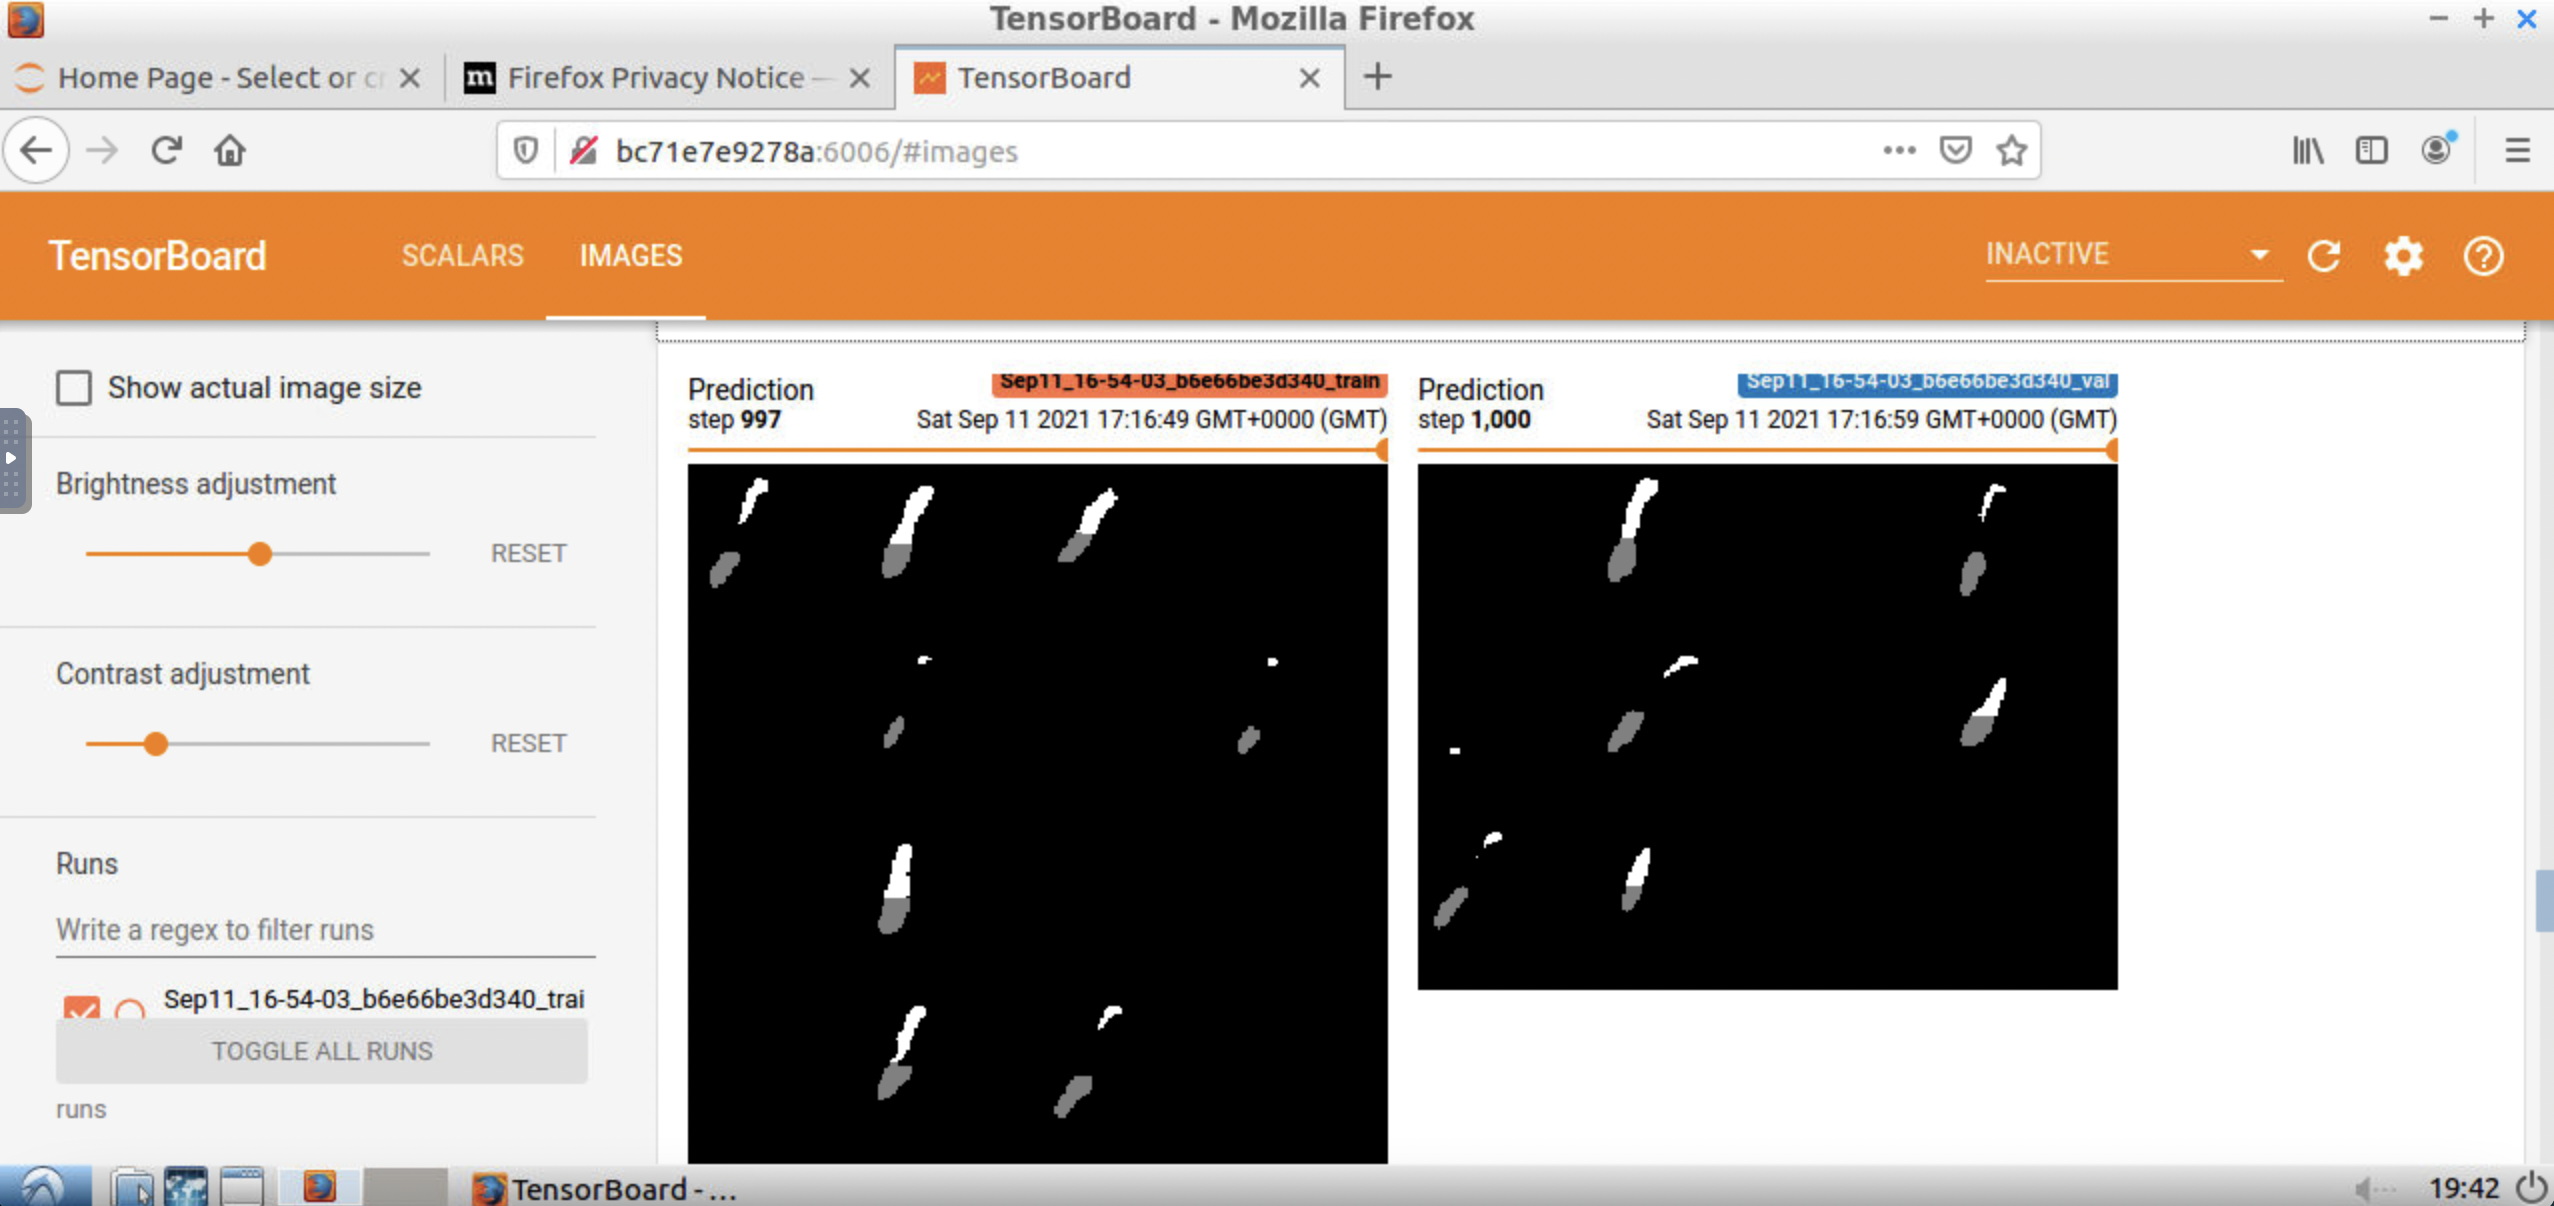 TensorBoard - Mozilla Firefox
Home Page - Select or cr
Firefox Privacy Notice —
TensorBoard
bc71e7e9278a:6006/#images
TensorBoard
SCALARS
IMAGES
INACTIVE
Show actual image size
Brightness adjustment
RESET
Contrast adjustment
RESET
Runs
Write a regex to filter runs
Sep11_16-54-03_b6e66be3d340_trai
TOGGLE ALL RUNS
runs
Prediction
Sep11_16-54-03_b6e66be3d340_train
step 997
Sat Sep 11 2021 17:16:49 GMT+0000 (GMT)
Prediction
Sep11_16-54-03_b6e66be3d340_val
step 1,000
Sat Sep 11 2021 17:16:59 GMT+0000 (GMT)
TensorBoard - ...
19:42